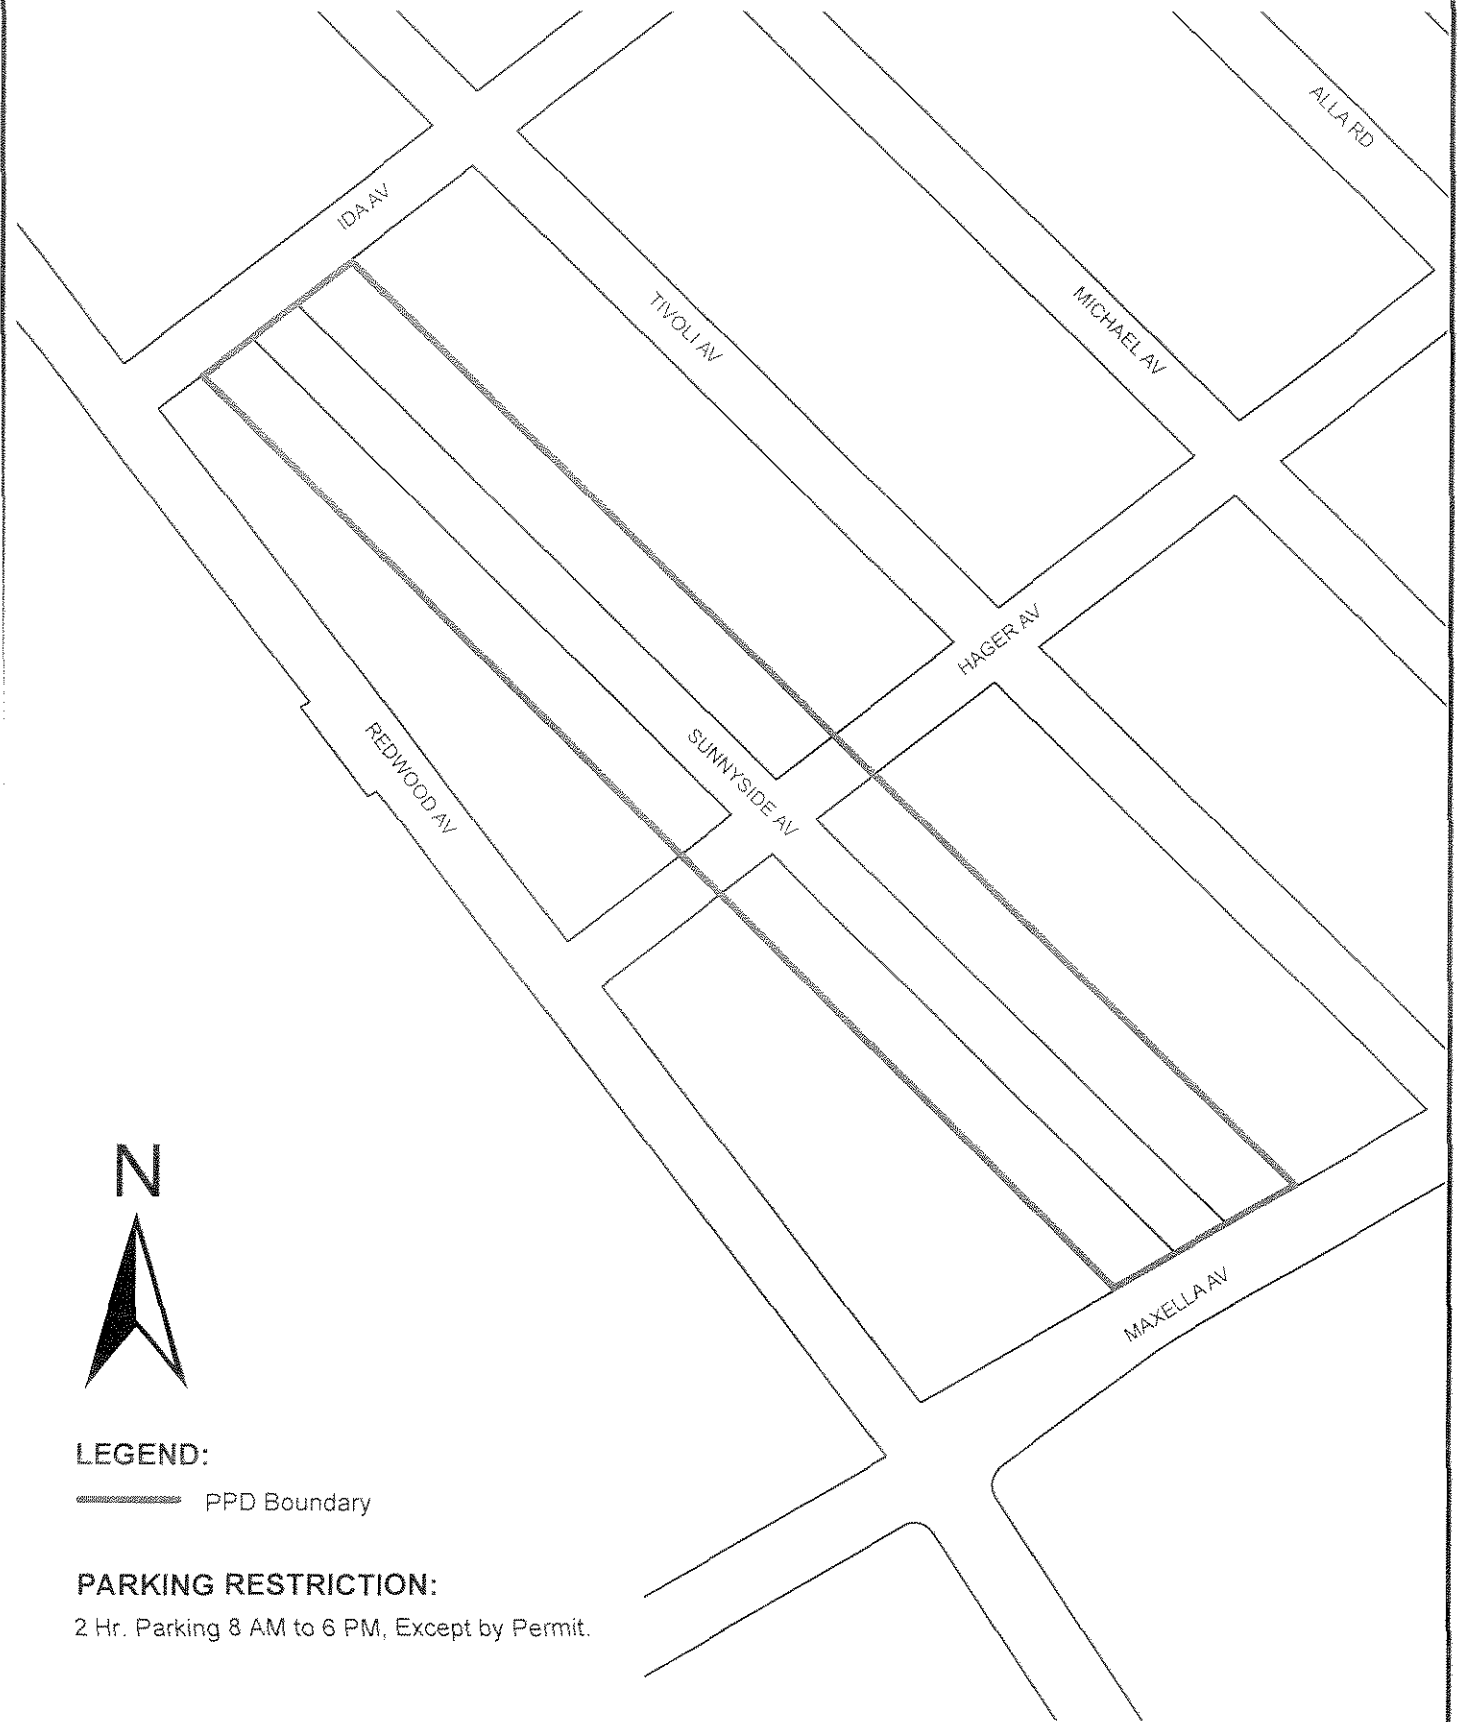 ALLA RD
IDA AV
TIVOLI AV
MICHAEL AV
HAGER AV
SUNNYSIDE AV
REDWOOD AV
MAXELLA AV
N
LEGEND:
PPD Boundary
PARKING RESTRICTION:
2 Hr. Parking 8 AM to 6 PM, Except by Permit.